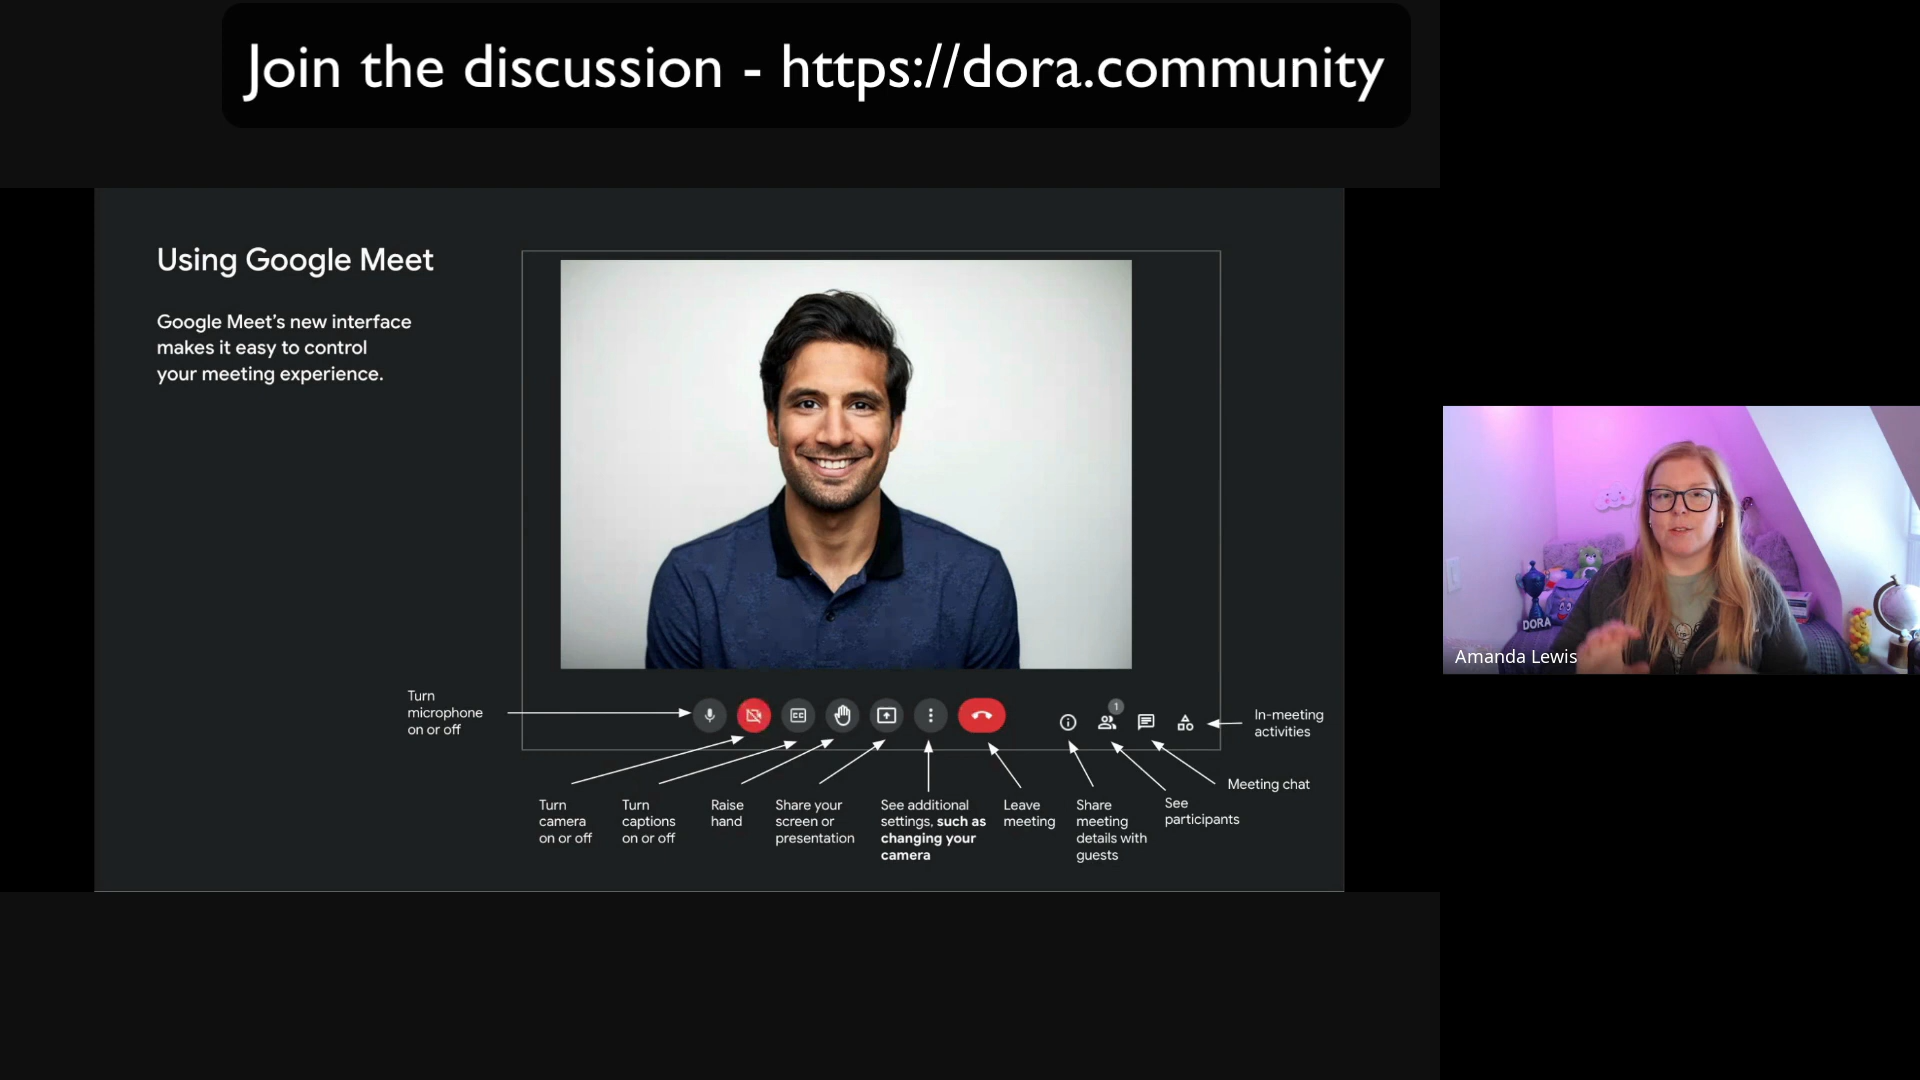 Join the discussion - https://dora.community
Using Google Meet
Google Meet's new interface
makes it easy to control
your meeting experience.
Turn
microphone
on or off
1
In-meeting
activities
Turn
camera
on or off
Turn
captions
on or off
Raise
hand
Share your
screen or
presentation
See additional
settings, such as
changing your
camera
Leave
meeting
Share
meeting
details with
guests
See
participants
Meeting chat
DORA
Amanda Lewis